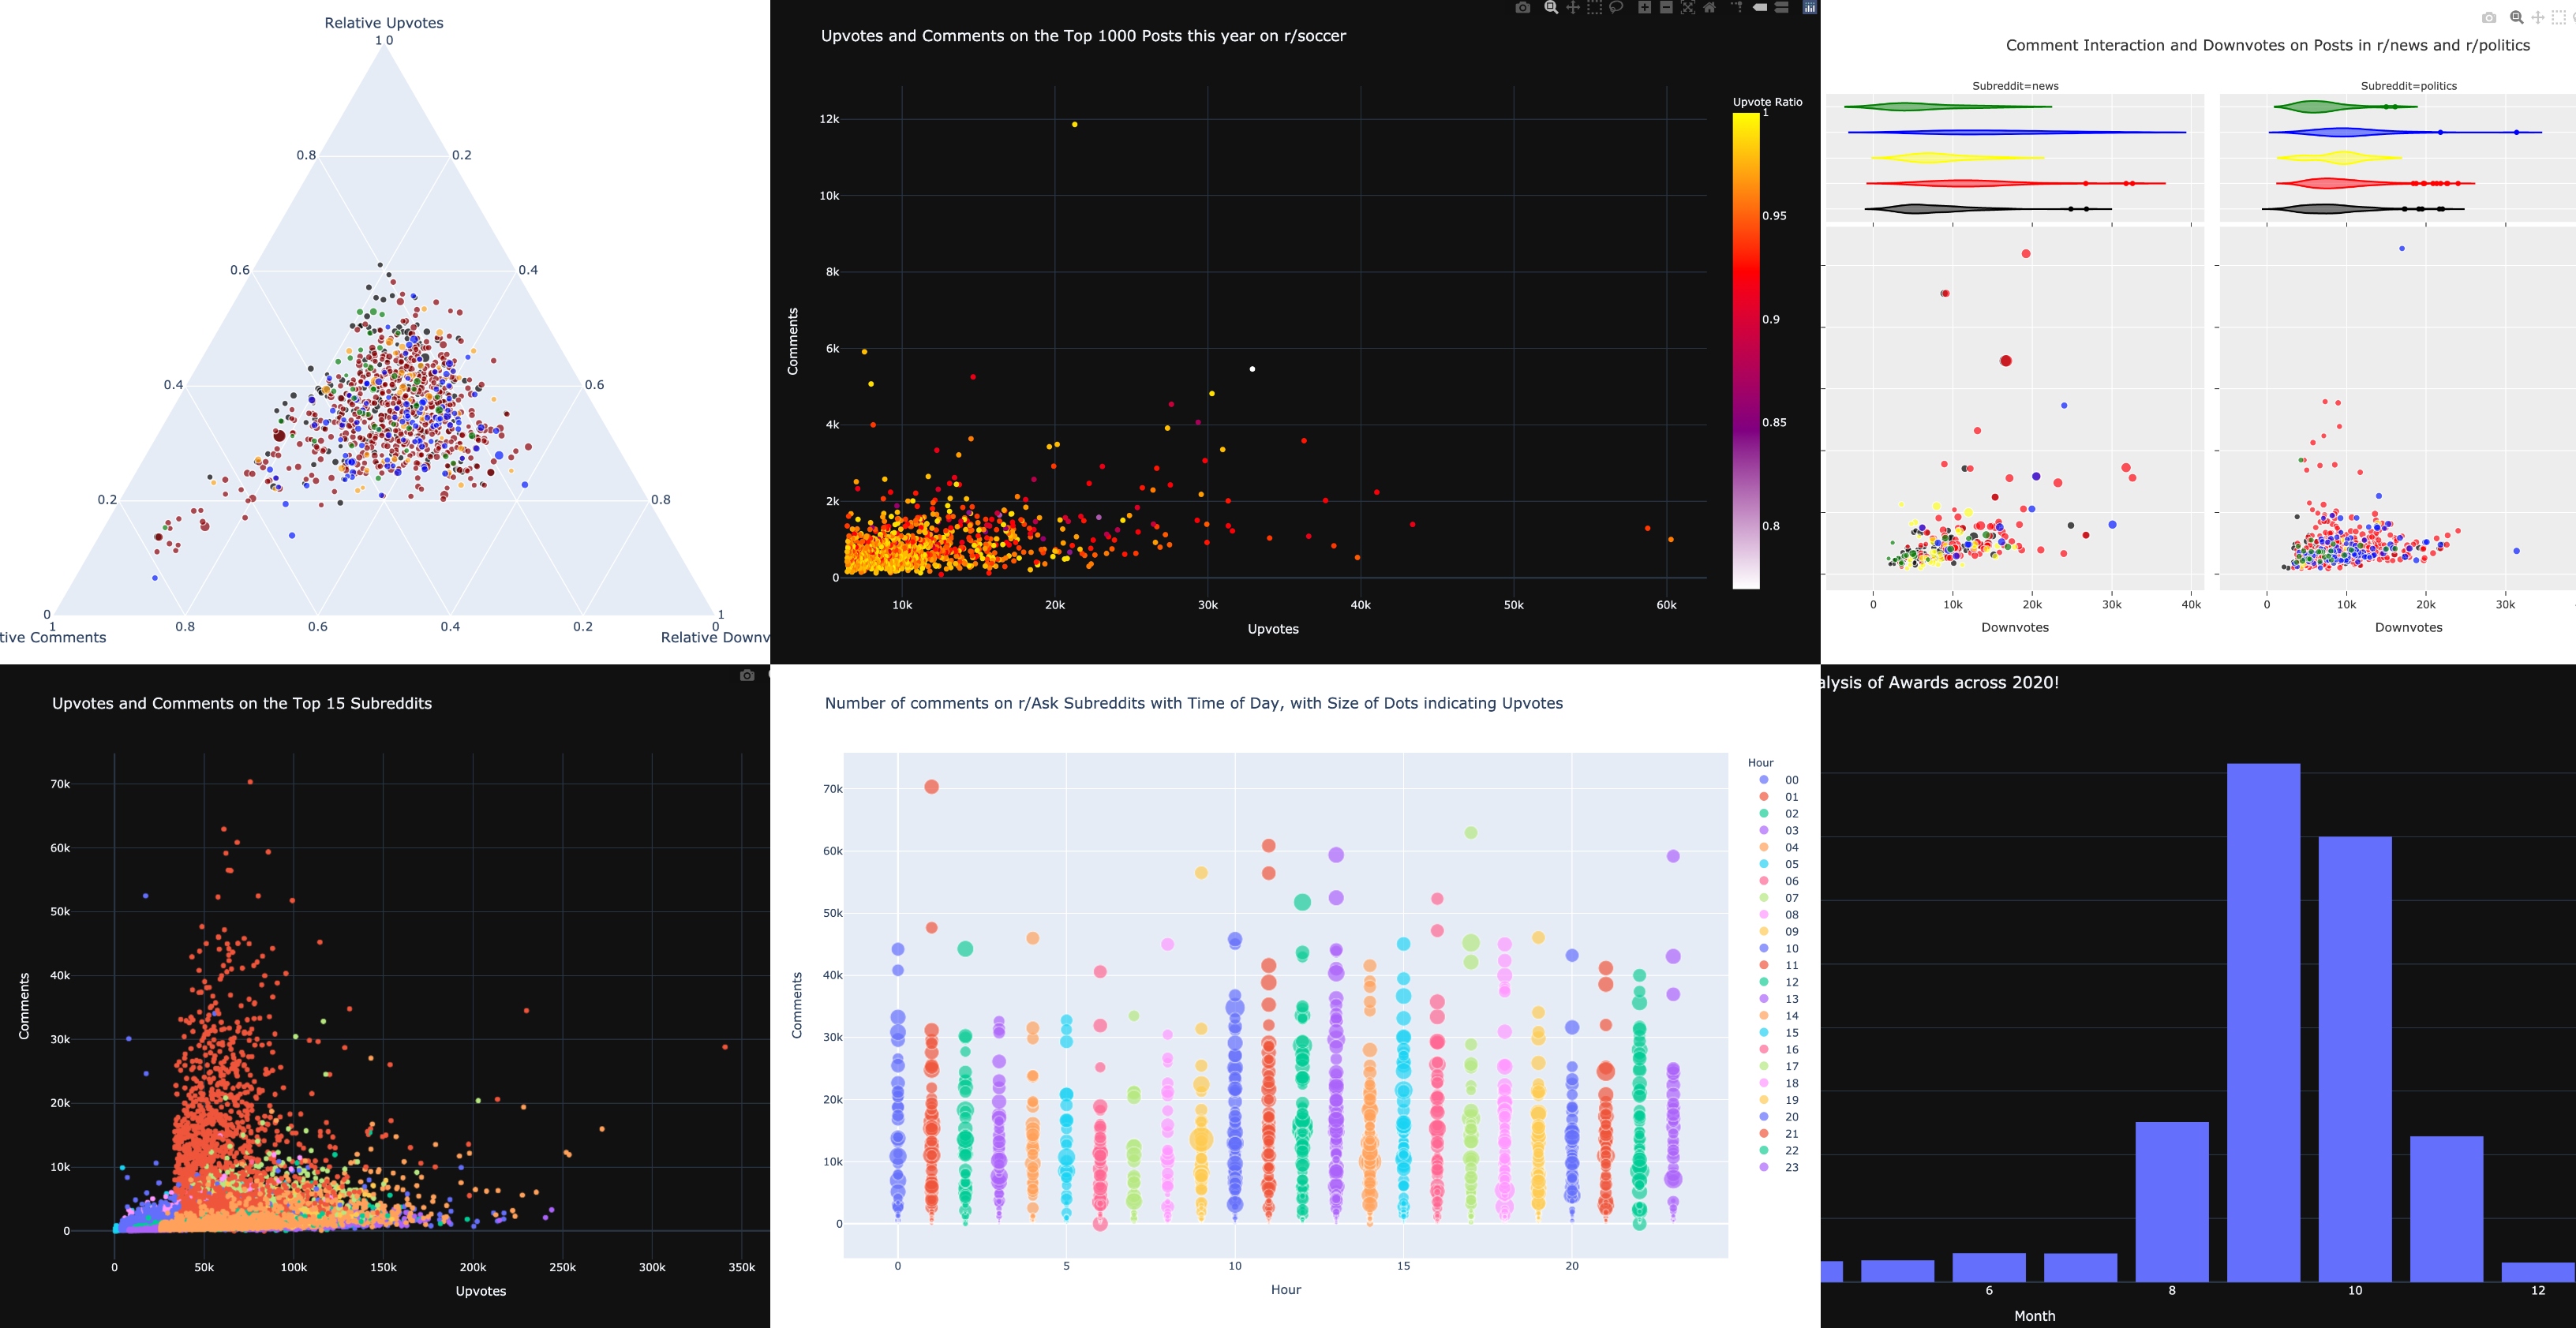 Relative Upvotes
1 0
0.8 0.2
0.6 0.4
0.4 0.6
0.2 0.8
0 1
1 0.8 0.6 0.4 0.2 0
tive Comments Relative Downv
Upvotes and Comments on the Top 1000 Posts this year on r/soccer
Upvote Ratio
1
0.95
0.9
0.85
0.8
Comments
12k
10k
8k
6k
4k
2k
0
10k 20k 30k 40k 50k 60k
Upvotes
Comment Interaction and Downvotes on Posts in r/news and r/politics
Subreddit=news Subreddit=politics
0 10k 20k 30k 40k 0 10k 20k 30k
Downvotes Downvotes
Upvotes and Comments on the Top 15 Subreddits
Comments
70k
60k
50k
40k
30k
20k
10k
0
0 50k 100k 150k 200k 250k 300k 350k
Upvotes
Number of comments on r/Ask Subreddits with Time of Day, with Size of Dots indicating Upvotes
Comments
70k
60k
50k
40k
30k
20k
10k
0
0 5 10 15 20
Hour
Hour
00
01
02
03
04
05
06
07
08
09
10
11
12
13
14
15
16
17
18
19
20
21
22
23
alysis of Awards across 2020!
6 8 10 12
Month